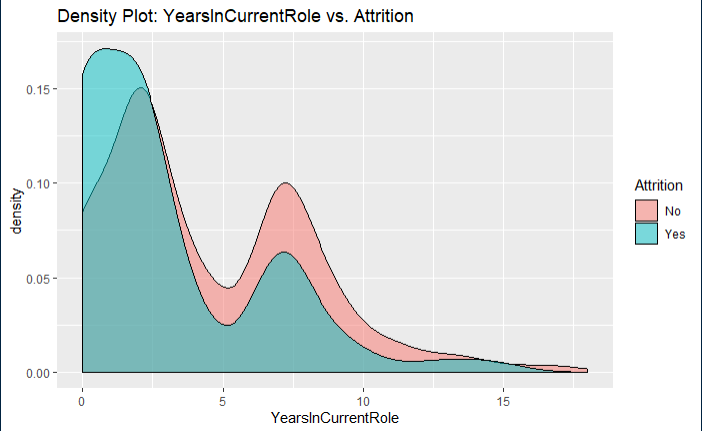 Density Plot: YearsInCurrentRole vs. Attrition
density
0.15
0.10
0.05
0.00
0
5
10
15
YearsInCurrentRole
Attrition
No
Yes